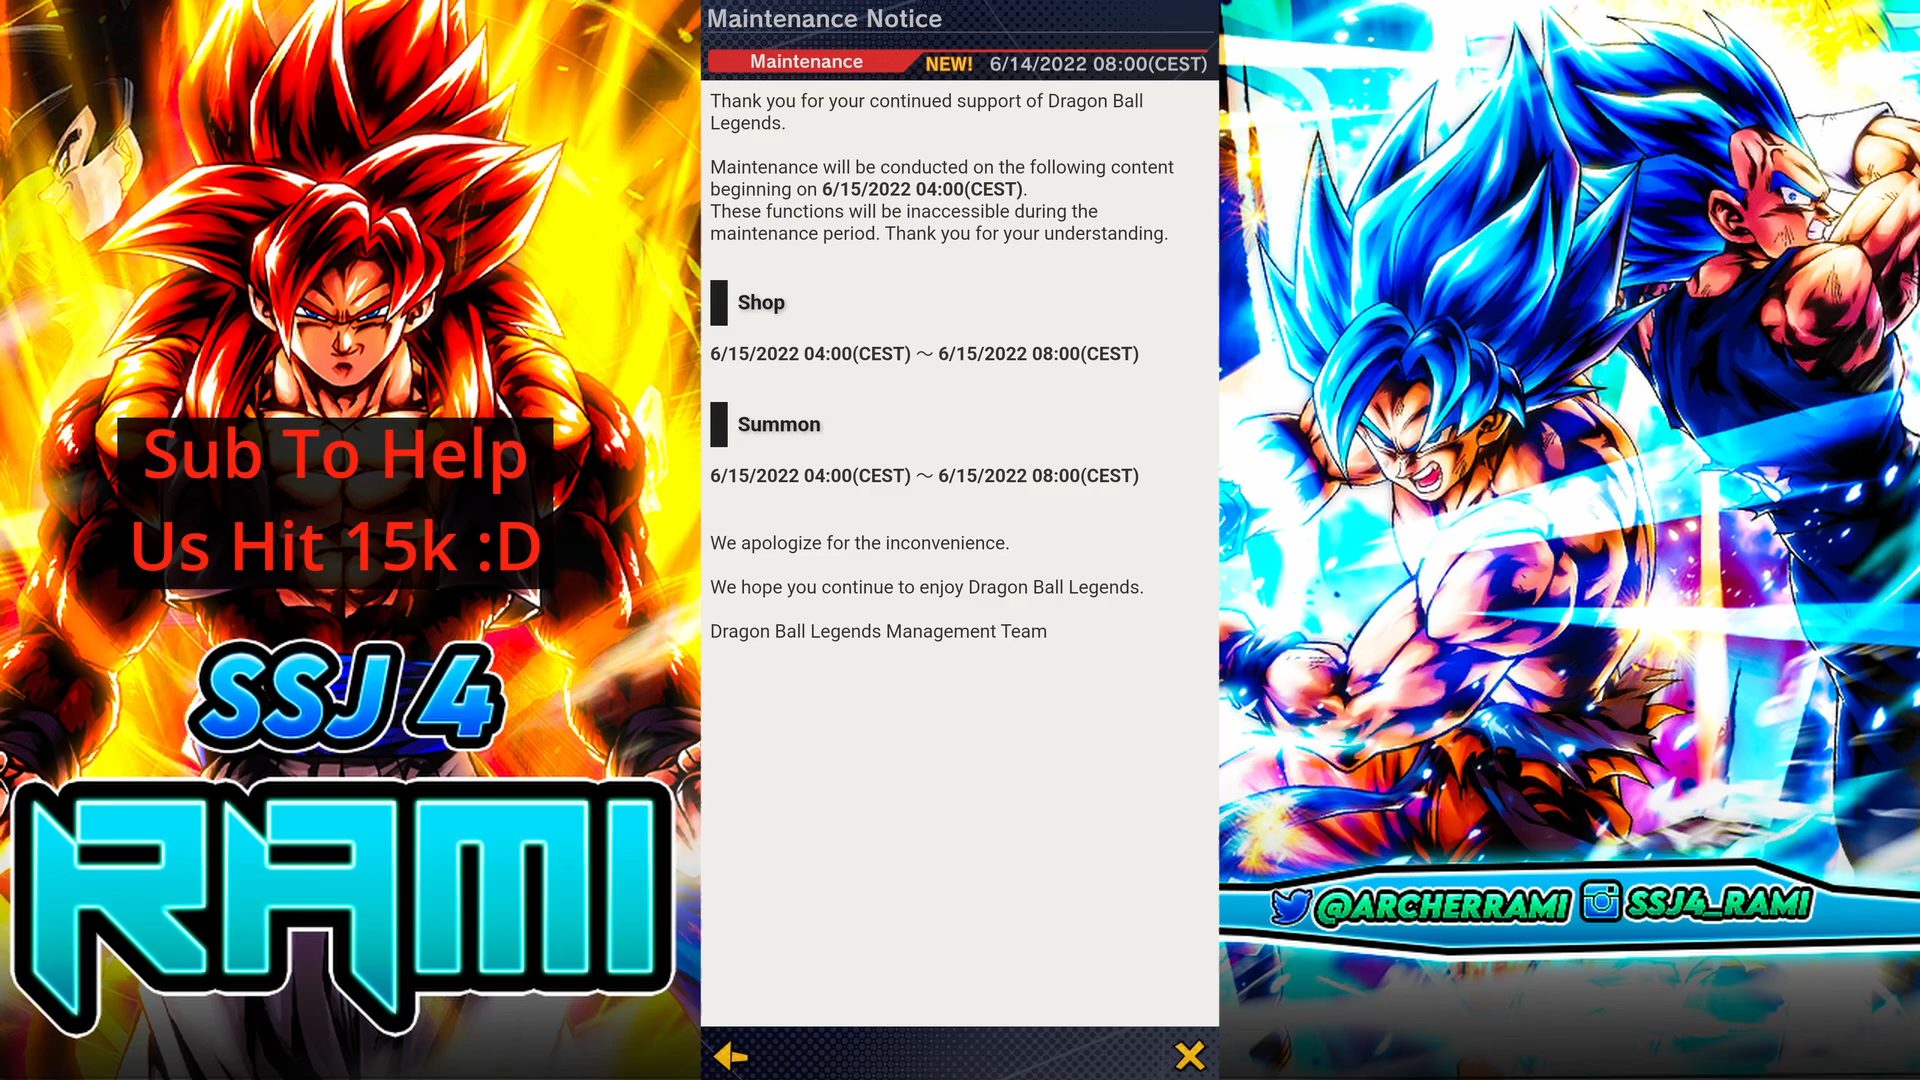 Maintenance Notice
Maintenance NEW! 6/14/2022 08:00(CEST)
Thank you for your continued support of Dragon Ball
Legends.
Maintenance will be conducted on the following content
beginning on 6/15/2022 04:00(CEST).
These functions will be inaccessible during the
maintenance period. Thank you for your understanding.
Shop
6/15/2022 04:00(CEST) ～ 6/15/2022 08:00(CEST)
Summon
6/15/2022 04:00(CEST) ～ 6/15/2022 08:00(CEST)
We apologize for the inconvenience.
We hope you continue to enjoy Dragon Ball Legends.
Dragon Ball Legends Management Team
Sub To Help
Us Hit 15k :D
SSJ 4
RAMI
@ARCHERRAMI SSJ4_RAMI